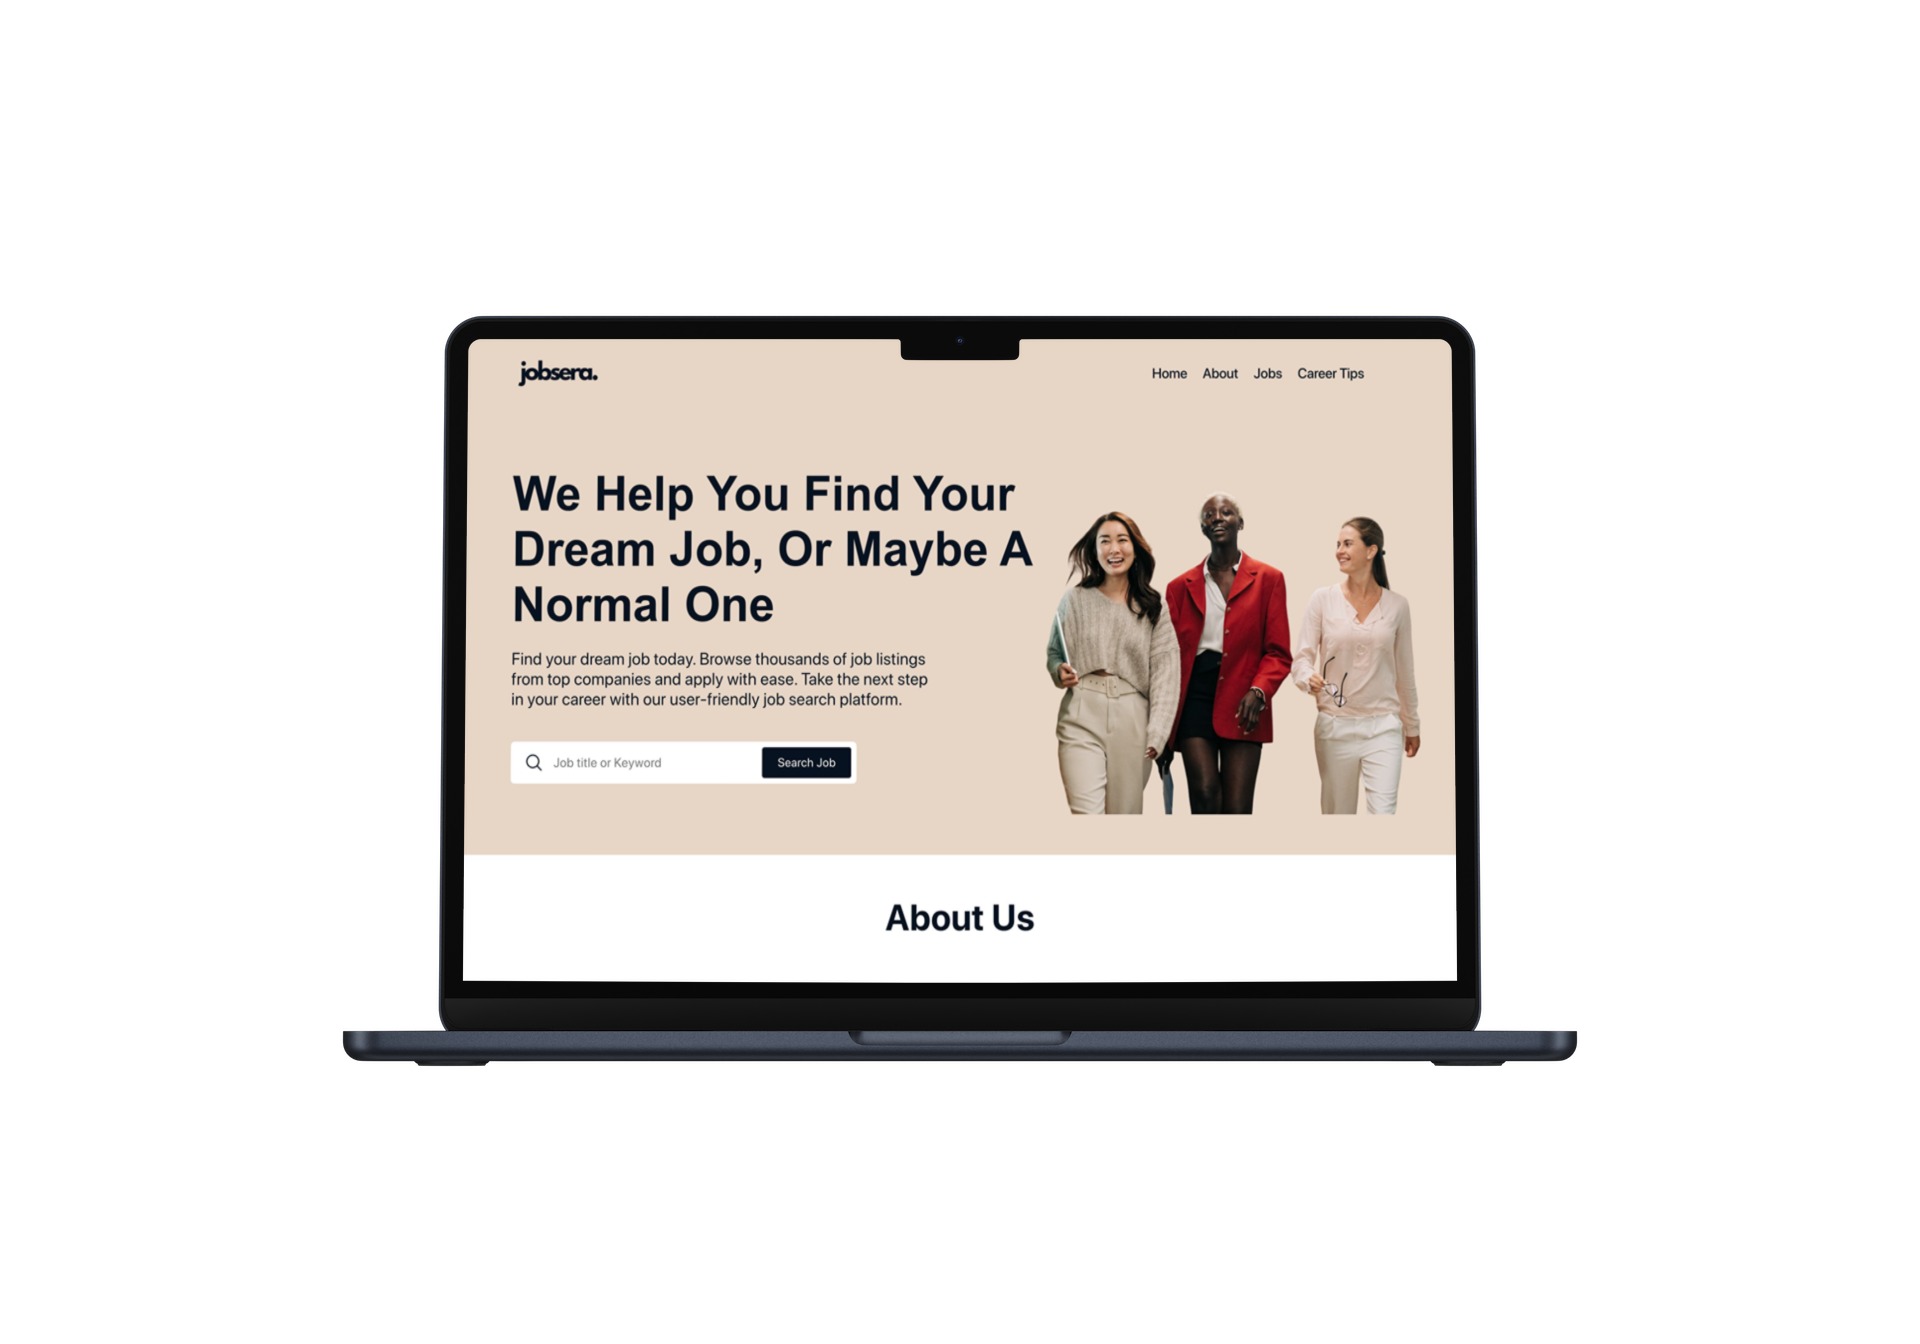 jobsera.
Home About Jobs Career Tips
We Help You Find Your
Dream Job, Or Maybe A
Normal One
Find your dream job today. Browse thousands of job listings
from top companies and apply with ease. Take the next step
in your career with our user-friendly job search platform.
Job title or Keyword Search Job
About Us